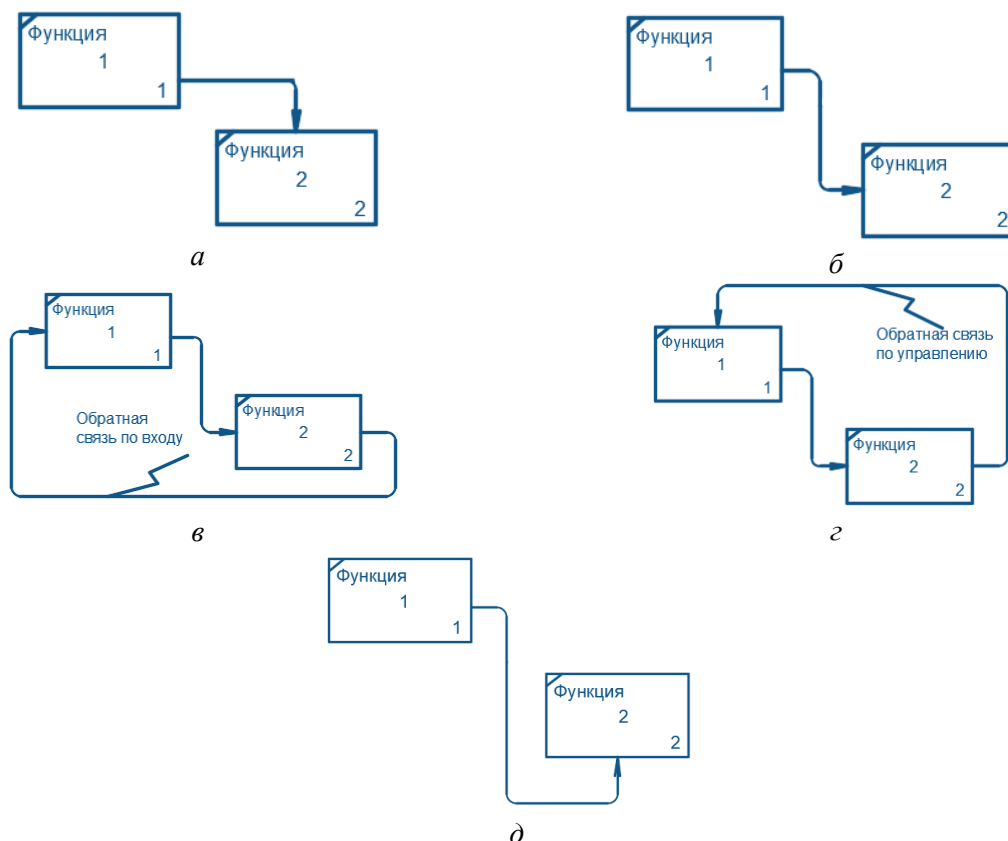 Функция
1
1
Функция
2
2
а
Функция
1
1
Функция
2
2
б
Функция
1
1
Функция
2
2
Обратная
связь по входу
в
Обратная связь
по управлению
Функция
1
1
Функция
2
2
г
Функция
1
1
Функция
2
2
д